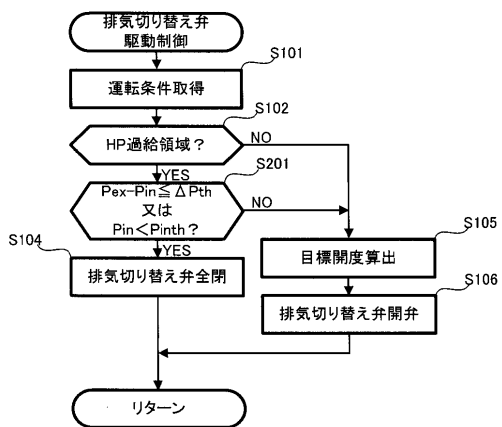 排気切り替え弁
駆動制御
S101
運転条件取得
S102
HP過給領域？
NO
YES
S201
Pex-Pin≦ΔPth
又は
Pin<Pinth？
NO
YES
S104
排気切り替え弁全閉
S105
目標開度算出
S106
排気切り替え弁開弁
リターン